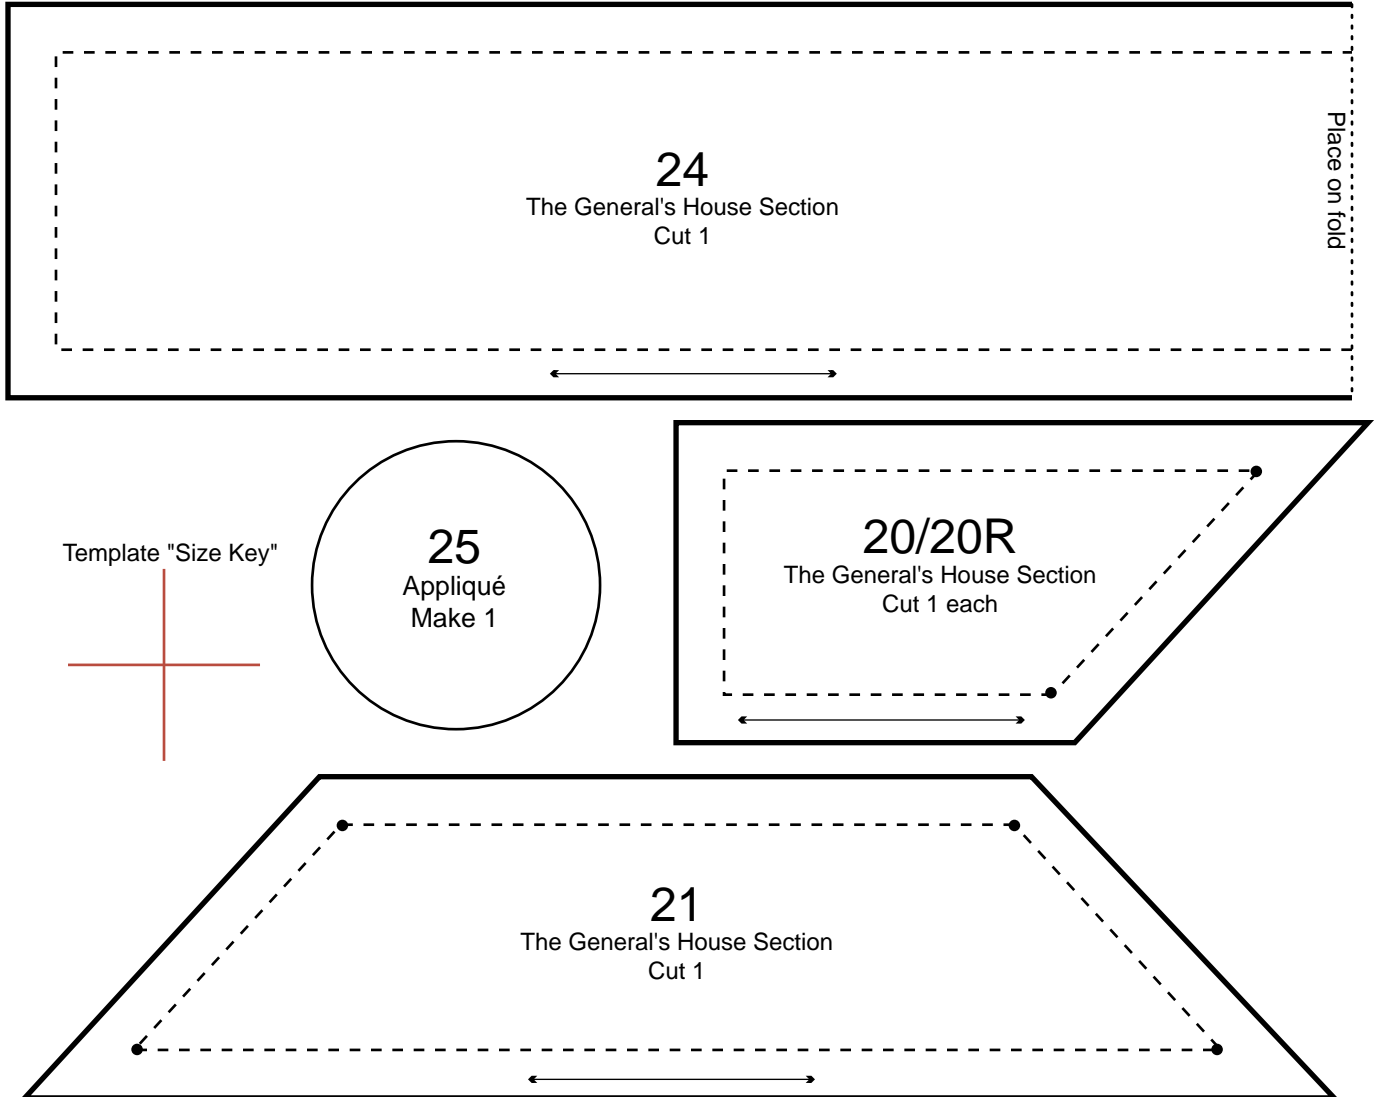 24
The General's House Section
Cut 1
Place on fold
Template "Size Key"
25
Appliqué
Make 1
20/20R
The General's House Section
Cut 1 each
21
The General's House Section
Cut 1